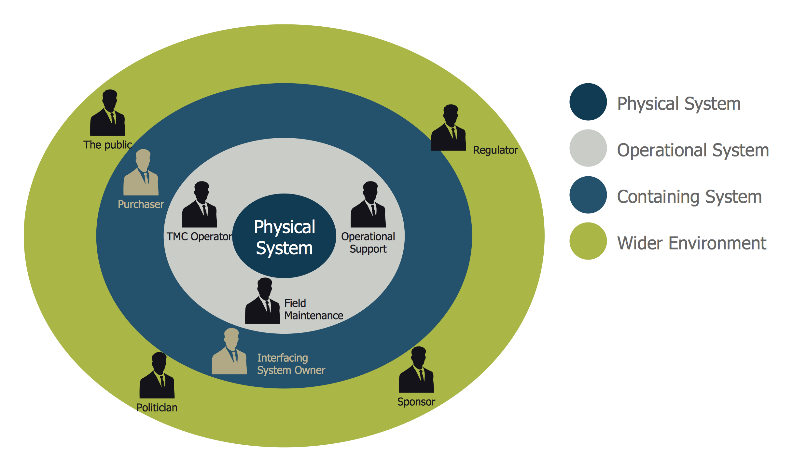 The public
Regulator
Purchaser
TMC Operator
Physical
System
Operational
Support
Field
Maintenance
Interfacing
System Owner
Politician
Sponsor
Physical System
Operational System
Containing System
Wider Environment